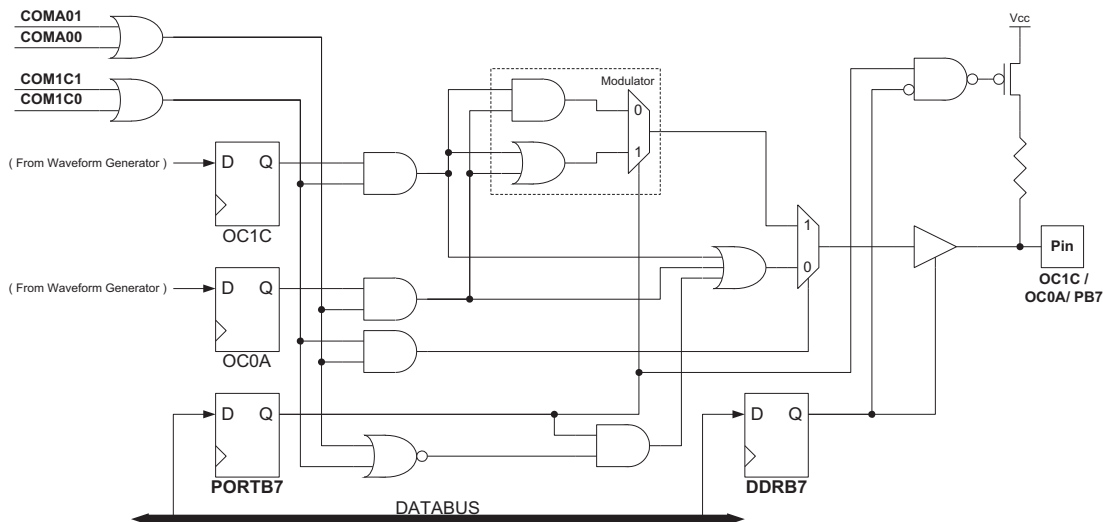 COMA01
COMA00
Vcc
COM1C1
COM1C0
Modulator
0
1
( From Waveform Generator )
D Q
OC1C
1
0
Pin
OC1C /
OC0A/ PB7
( From Waveform Generator )
D Q
OC0A
D Q
PORTB7
D Q
DDRB7
DATABUS